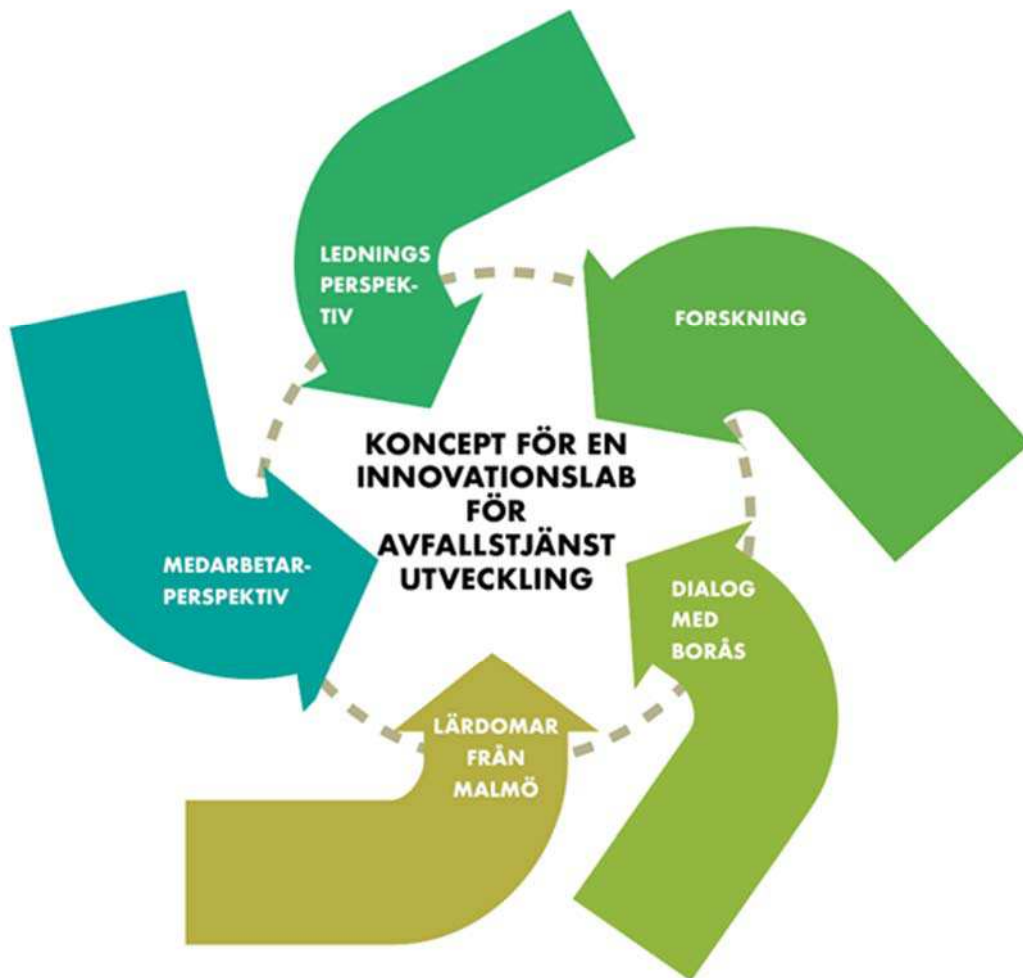 LEDNINGS
PERSPEK-
TIV
FORSKNING
KONCEPT FÖR EN
INNOVATIONSLAB
FÖR
AVFALLSTJÄNST
UTVECKLING
MEDARBETAR-
PERSPEKTIV
DIALOG
MED
BORÅS
LÄRDOMAR
FRÅN
MALMÖ